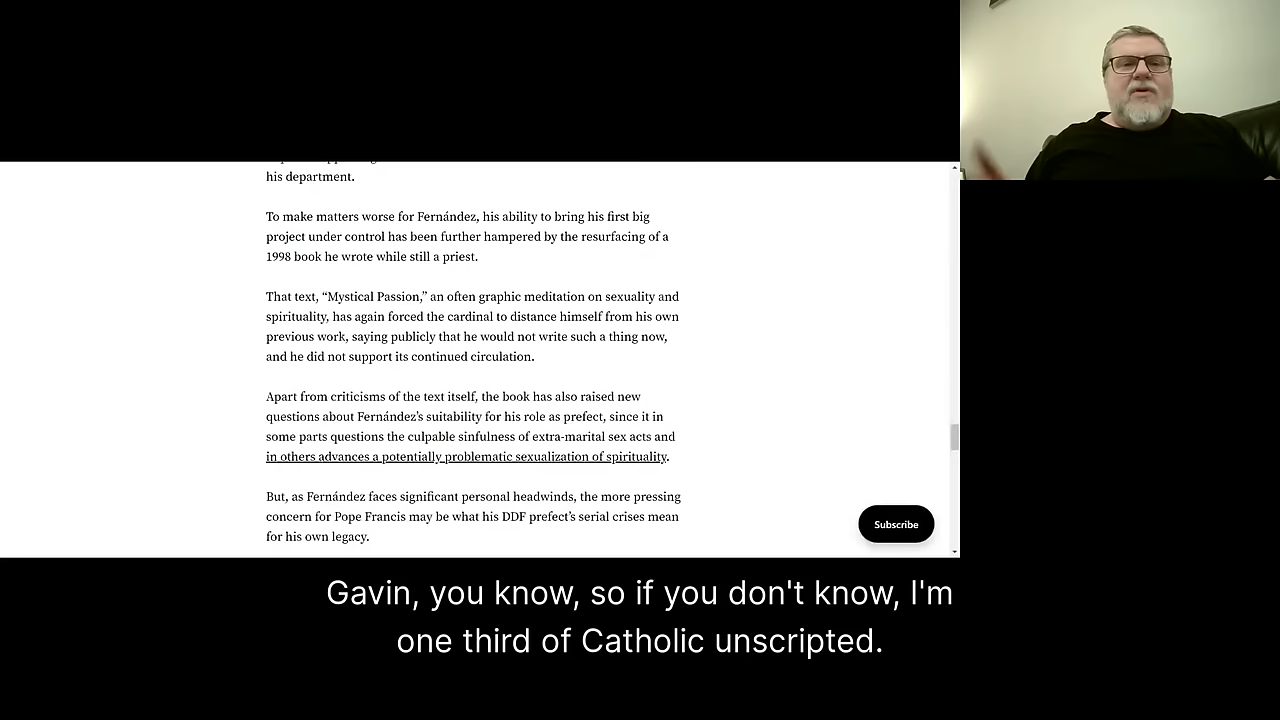 his department.
To make matters worse for Fernández, his ability to bring his first big
project under control has been further hampered by the resurfacing of a
1998 book he wrote while still a priest.
That text, “Mystical Passion,” an often graphic meditation on sexuality and
spirituality, has again forced the cardinal to distance himself from his own
previous work, saying publicly that he would not write such a thing now,
and he did not support its continued circulation.
Apart from criticisms of the text itself, the book has also raised new
questions about Fernández’s suitability for his role as prefect, since it in
some parts questions the culpable sinfulness of extra-marital sex acts and
in others advances a potentially problematic sexualization of spirituality.
But, as Fernández faces significant personal headwinds, the more pressing
concern for Pope Francis may be what his DDF prefect’s serial crises mean
for his own legacy.
Subscribe
Gavin, you know, so if you don't know, I'm
one third of Catholic unscripted.